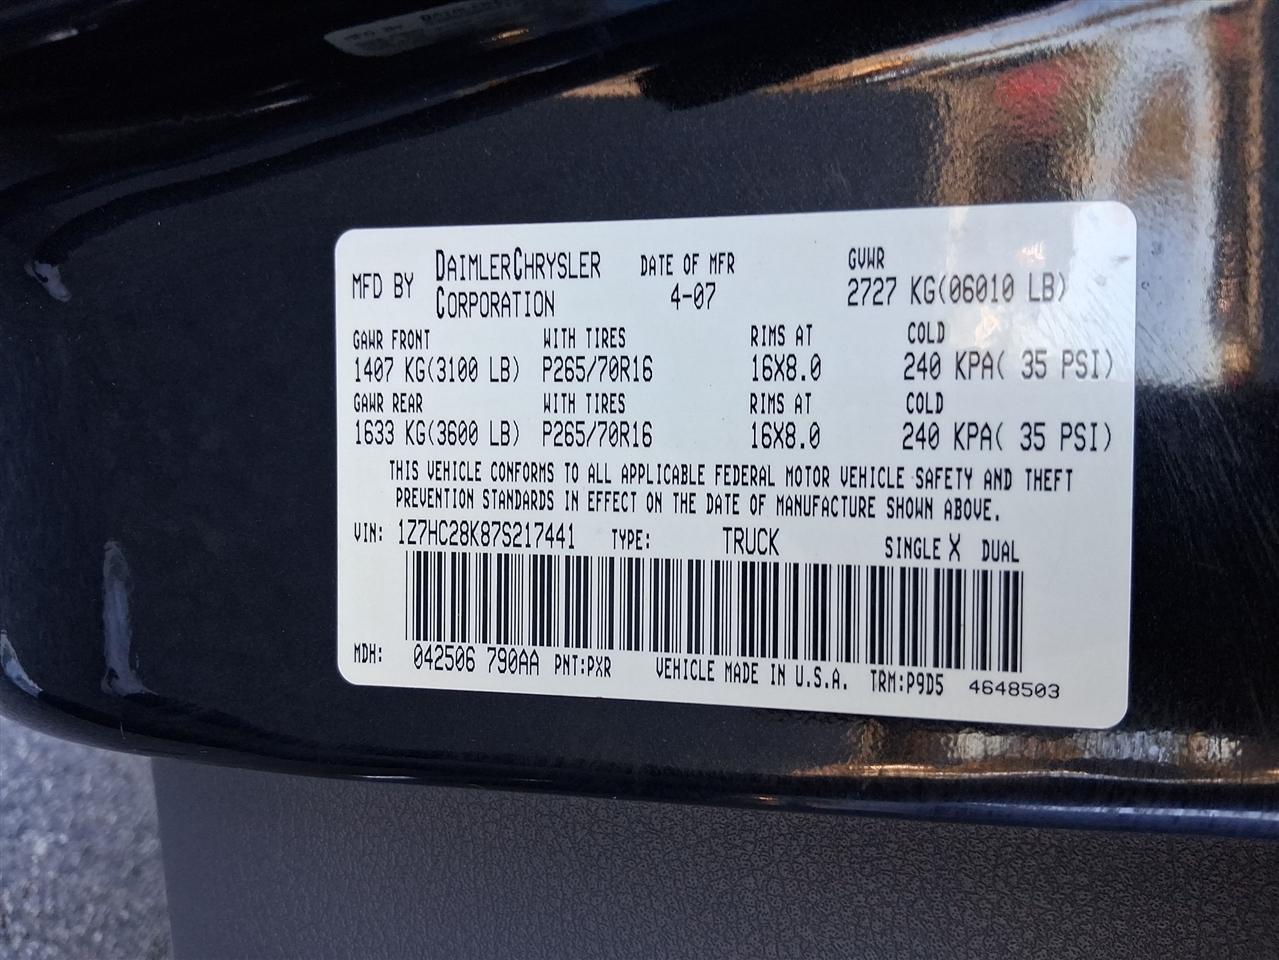 MFD BY DAIMLERCHRYSLER CORPORATION DATE OF MFR 4-07 GVWR 2727 KG(06010 LB)
GAWR FRONT WITH TIRES RIMS AT COLD
1407 KG(3100 LB) P265/70R16 16X8.0 240 KPA( 35 PSI)
GAWR REAR WITH TIRES RIMS AT COLD
1633 KG(3600 LB) P265/70R16 16X8.0 240 KPA( 35 PSI)
THIS VEHICLE CONFORMS TO ALL APPLICABLE FEDERAL MOTOR VEHICLE SAFETY AND THEFT
PREVENTION STANDARDS IN EFFECT ON THE DATE OF MANUFACTURE SHOWN ABOVE.
VIN: 1Z7HC28K87S217441 TYPE: TRUCK SINGLE X DUAL
MDH: 042506 790AA PNT:PXR VEHICLE MADE IN U.S.A. TRM:P9D5 4648503